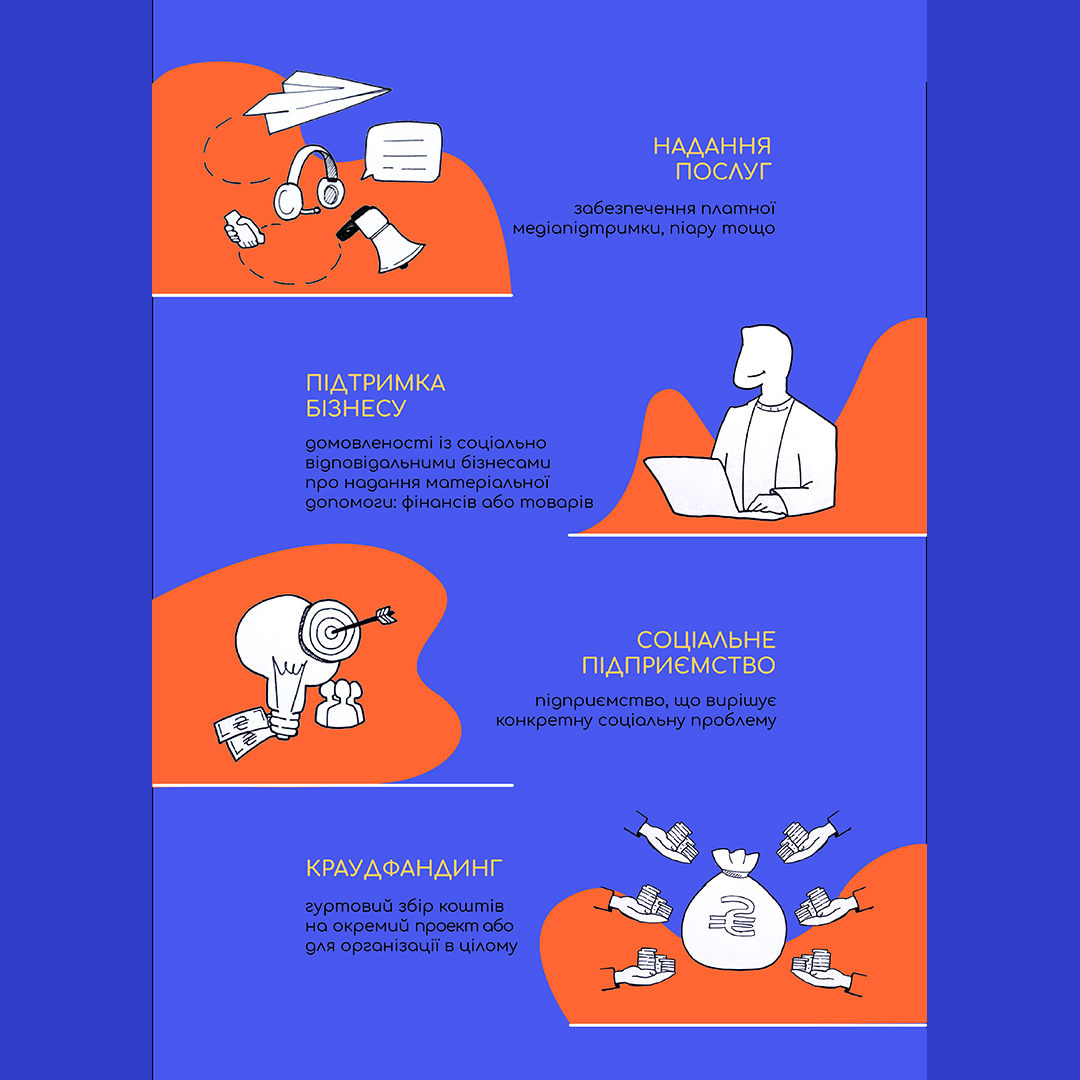 НАДАННЯ
ПОСЛУГ
забезпечення платної
медіапідтримки, піару тощо
ПІДТРИМКА
БІЗНЕСУ
домовленості із соціально
відповідальними бізнесами
про надання матеріальної
допомоги: фінансів або товарів
СОЦІАЛЬНЕ
ПІДПРИЄМСТВО
підприємство, що вирішує
конкретну соціальну проблему
КРАУДФАНДИНГ
гуртовий збір коштів
на окремий проект або
для організації в цілому